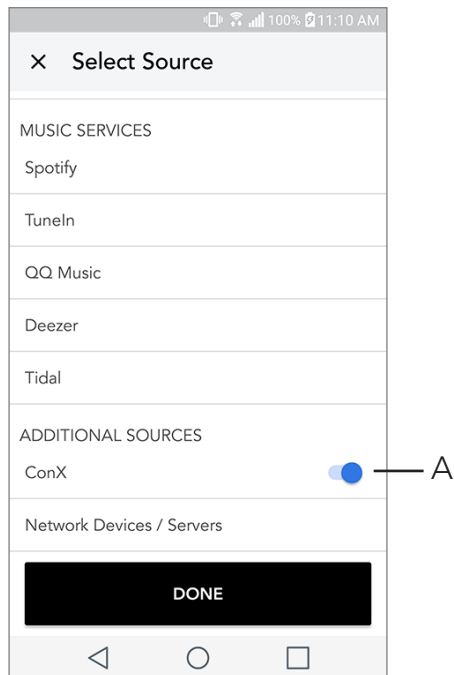 100% 11:10 AM
Select Source
MUSIC SERVICES
Spotify
TuneIn
QQ Music
Deezer
Tidal
ADDITIONAL SOURCES
ConX
A
Network Devices / Servers
DONE